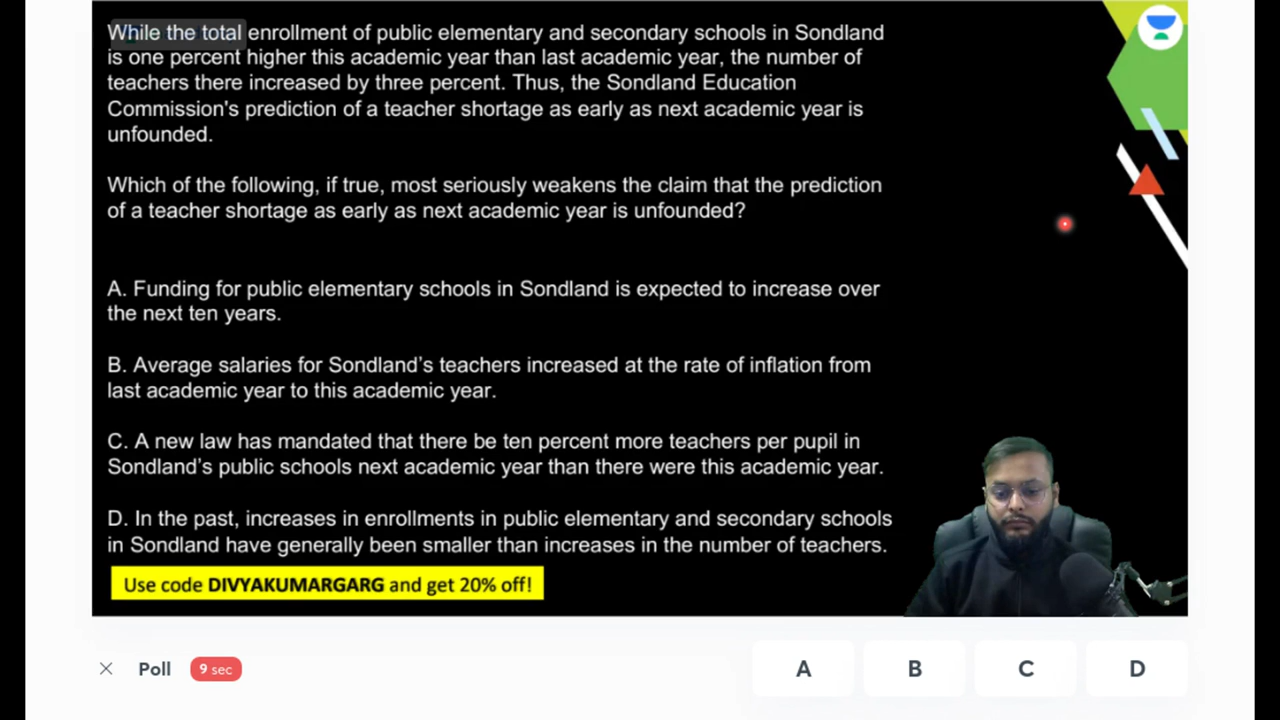 While the total enrollment of public elementary and secondary schools in Sondland
is one percent higher this academic year than last academic year, the number of
teachers there increased by three percent. Thus, the Sondland Education
Commission's prediction of a teacher shortage as early as next academic year is
unfounded.
Which of the following, if true, most seriously weakens the claim that the prediction
of a teacher shortage as early as next academic year is unfounded?
A. Funding for public elementary schools in Sondland is expected to increase over
the next ten years.
B. Average salaries for Sondland’s teachers increased at the rate of inflation from
last academic year to this academic year.
C. A new law has mandated that there be ten percent more teachers per pupil in
Sondland’s public schools next academic year than there were this academic year.
D. In the past, increases in enrollments in public elementary and secondary schools
in Sondland have generally been smaller than increases in the number of teachers.
Use code DIVYAKUMARGARG and get 20% off!
Poll 9 sec A B C D